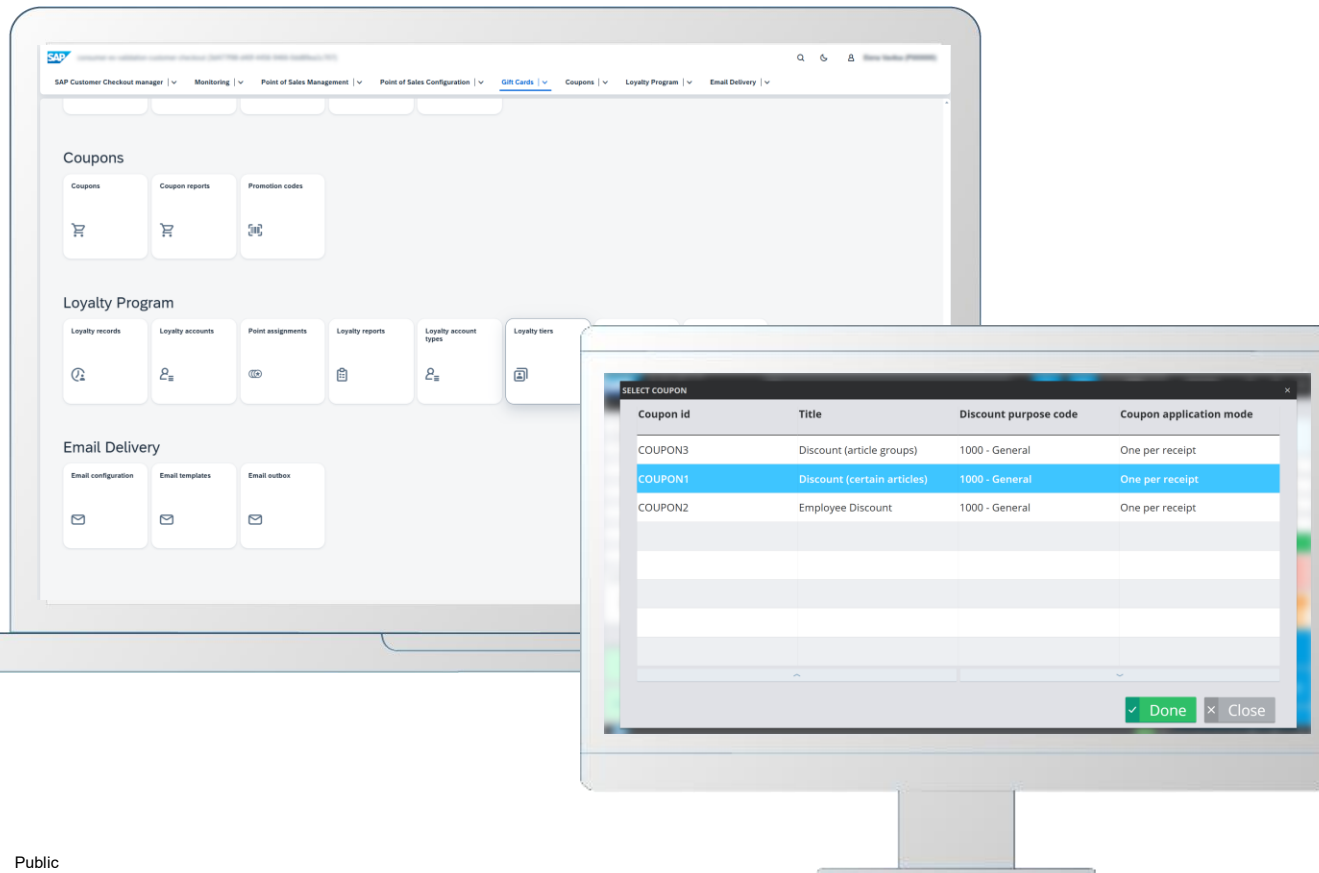 SAP
SAP Customer Checkout manager Monitoring Point of Sales Management Point of Sales Configuration Gift Cards Coupons Loyalty Program Email Delivery
Coupons
Coupons Coupon reports Promotion codes
Loyalty Program
Loyalty records Loyalty accounts Point assignments Loyalty reports Loyalty account types Loyalty tiers
Email Delivery
Email configuration Email templates Email outbox
SELECT COUPON
Coupon id Title Discount purpose code Coupon application mode
COUPON3 Discount (article groups) 1000 - General One per receipt
COUPON1 Discount (certain articles) 1000 - General One per receipt
COUPON2 Employee Discount 1000 - General One per receipt
Done Close
Public